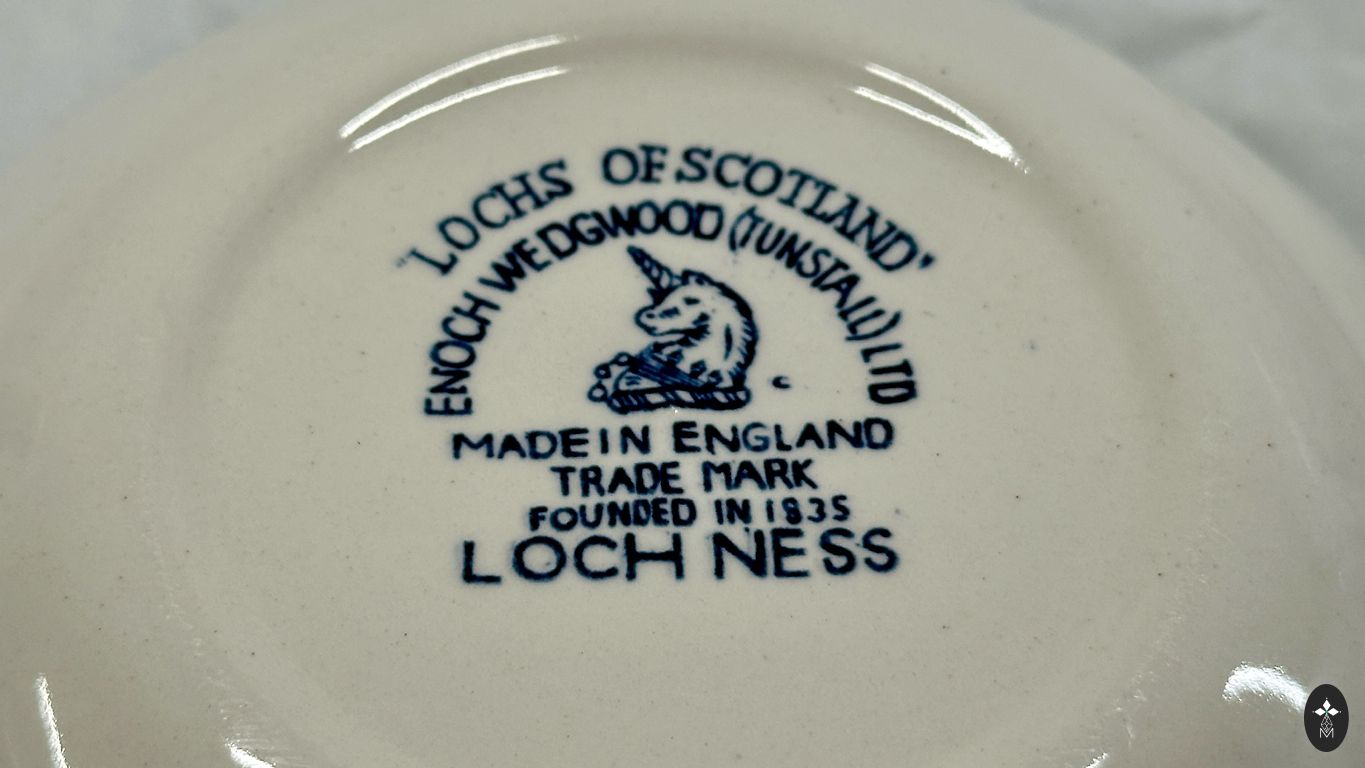 "LOCHS OF SCOTLAND"
ENOCH WEDGWOOD (TUNSTALL) LTD
C
MADE IN ENGLAND
TRADE MARK
FOUNDED IN 1835
LOCH NESS
M